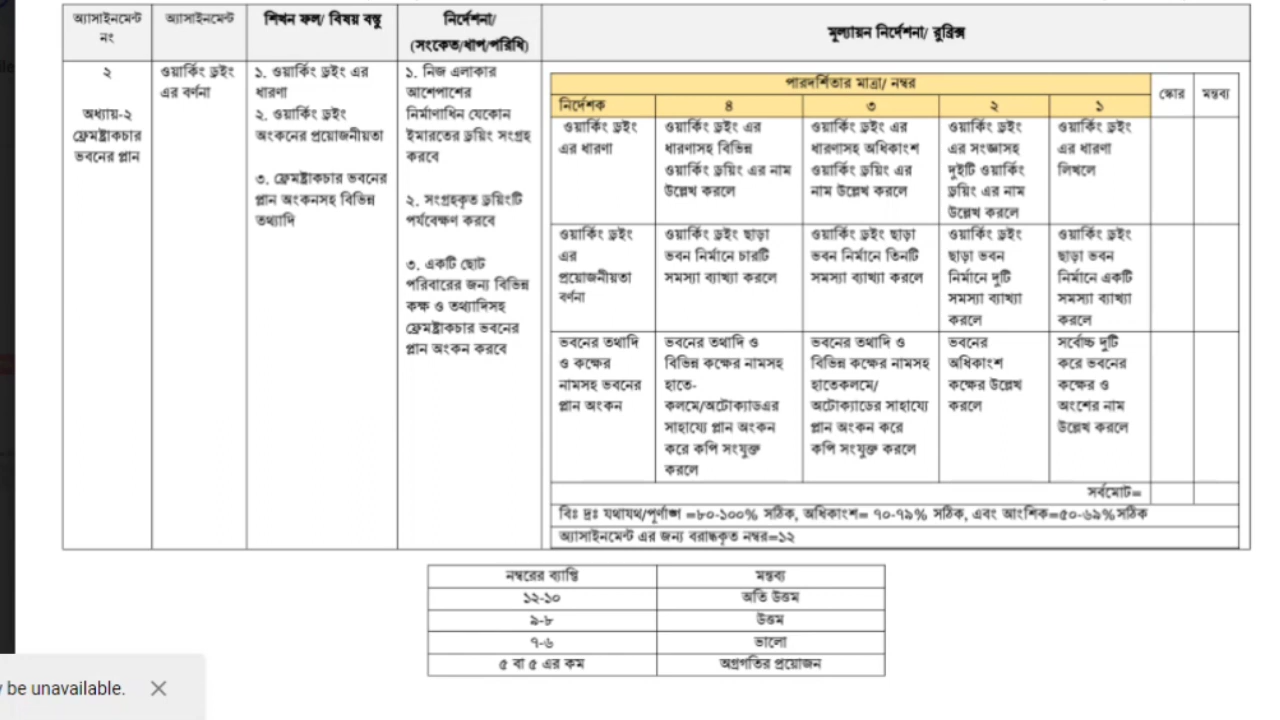 অ্যাসাইনমেন্ট নং
অ্যাসাইনমেন্ট
শিখন ফল/ বিষয় বস্তু
নির্দেশনা/
(সংকেত/ধাপ/পরিধি)
মূল্যায়ন নির্দেশনা/ রুব্রিক্স
২
অধ্যায়-২
ফ্রেমষ্ট্রাকচার
ভবনের প্লান
ওয়ার্কিং ড্রইং
এর বর্ণনা
১. ওয়ার্কিং ড্রইং এর
ধারণা
২. ওয়ার্কিং ড্রইং
অংকনের প্রয়োজনীয়তা
৩. ফ্রেমষ্ট্রাকচার ভবনের
প্লান অংকনসহ বিভিন্ন
তথ্যাদি
১. নিজ এলাকার
আশেপাশের
নির্মাণাধিন যেকোন
ইমারতের ড্রয়িং সংগ্রহ
করবে
২. সংগ্রহকৃত ড্রয়িংটি
পর্যবেক্ষণ করবে
৩. একটি ছোট
পরিবারের জন্য বিভিন্ন
কক্ষ ও তথ্যাদিসহ
ফ্রেমষ্ট্রাকচার ভবনের
প্লান অংকন করবে
পারদর্শিতার মাত্রা/ নম্বর
স্কোর
মন্তব্য
নির্দেশক
৪
৩
২
১
ওয়ার্কিং ড্রইং
এর ধারণা
ওয়ার্কিং ড্রইং এর
ধারণাসহ বিভিন্ন
ওয়ার্কিং ড্রয়িং এর নাম
উল্লেখ করলে
ওয়ার্কিং ড্রইং এর
ধারণাসহ অধিকাংশ
ওয়ার্কিং ড্রয়িং এর
নাম উল্লেখ করলে
ওয়ার্কিং ড্রইং
এর সংজ্ঞাসহ
দুইটি ওয়ার্কিং
ড্রয়িং এর নাম
উল্লেখ করলে
ওয়ার্কিং ড্রইং
এর ধারণা
লিখলে
ওয়ার্কিং ড্রইং
এর
প্রয়োজনীয়তা
বর্ণনা
ওয়ার্কিং ড্রইং ছাড়া
ভবন নির্মানে চারটি
সমস্যা ব্যাখ্যা করলে
ওয়ার্কিং ড্রইং ছাড়া
ভবন নির্মানে তিনটি
সমস্যা ব্যাখ্যা করলে
ওয়ার্কিং ড্রইং
ছাড়া ভবন
নির্মানে দুটি
সমস্যা ব্যাখ্যা
করলে
ওয়ার্কিং ড্রইং
ছাড়া ভবন
নির্মানে একটি
সমস্যা ব্যাখ্যা
করলে
ভবনের তথাদি
ও কক্ষের
নামসহ ভবনের
প্লান অংকন
ভবনের তথাদি ও
বিভিন্ন কক্ষের নামসহ
হাতে-
কলমে/অটোক্যাডএর
সাহায্যে প্লান অংকন
করে কপি সংযুক্ত
করলে
ভবনের তথাদি ও
বিভিন্ন কক্ষের নামসহ
হাতেকলমে/
অটোক্যাডের সাহায্যে
প্লান অংকন করে
কপি সংযুক্ত করলে
ভবনের
অধিকাংশ
কক্ষের উল্লেখ
করলে
সর্বোচ্চ দুটি
করে ভবনের
কক্ষের ও
অংশের নাম
উল্লেখ করলে
সর্বমোট=
বিঃ দ্রঃ যথাযথ/পূর্ণাঙ্গ =৮০-১০০% সঠিক, অধিকাংশ= ৭০-৭৯% সঠিক, এবং আংশিক=৫০-৬৯%সঠিক
অ্যাসাইনমেন্ট এর জন্য বরাদ্ধকৃত নম্বর=১২
নম্বরের ব্যাপ্তি
মন্তব্য
১২-১০
অতি উত্তম
৯-৮
উত্তম
৭-৬
ভালো
৫ বা ৫ এর কম
অগ্রগতির প্রয়োজন
be unavailable.